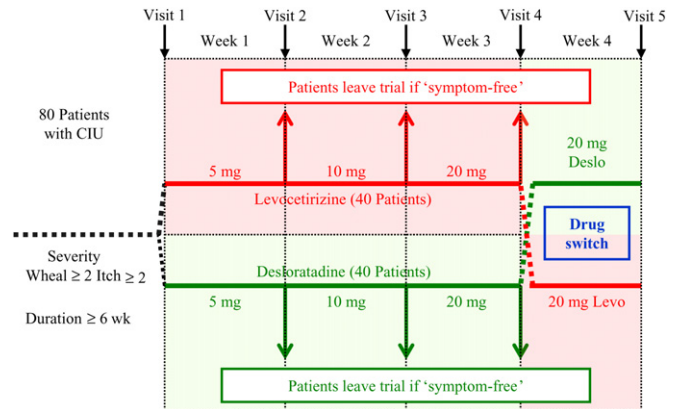 Visit 1 Visit 2 Visit 3 Visit 4 Visit 5
Week 1 Week 2 Week 3 Week 4
Patients leave trial if ‘symptom-free’
80 Patients
with CIU
20 mg
Deslo
5 mg 10 mg 20 mg
Levocetirizine (40 Patients)
Drug
switch
Severity
Wheal ≥ 2 Itch ≥ 2
Desloratadine (40 Patients)
5 mg 10 mg 20 mg 20 mg Levo
Duration ≥ 6 wk
Patients leave trial if ‘symptom-free’